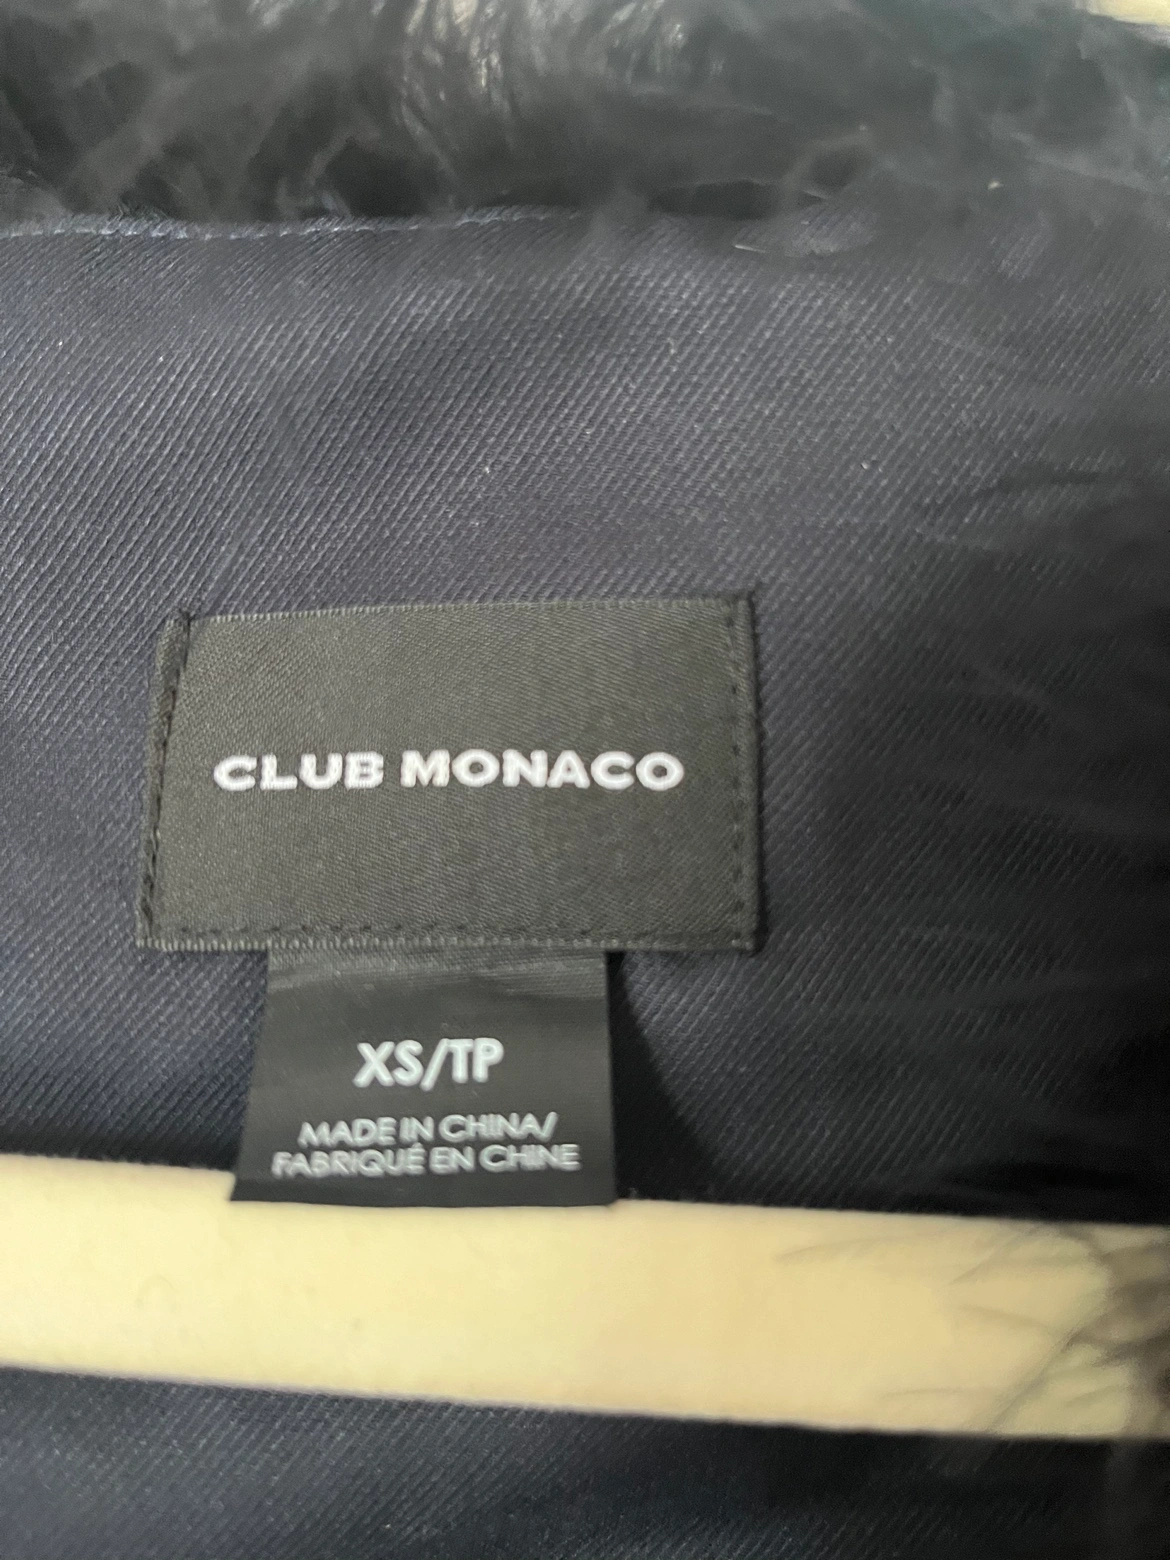 CLUB MONACO
XS/TP
MADE IN CHINA/
FABRIQUÉ EN CHINE